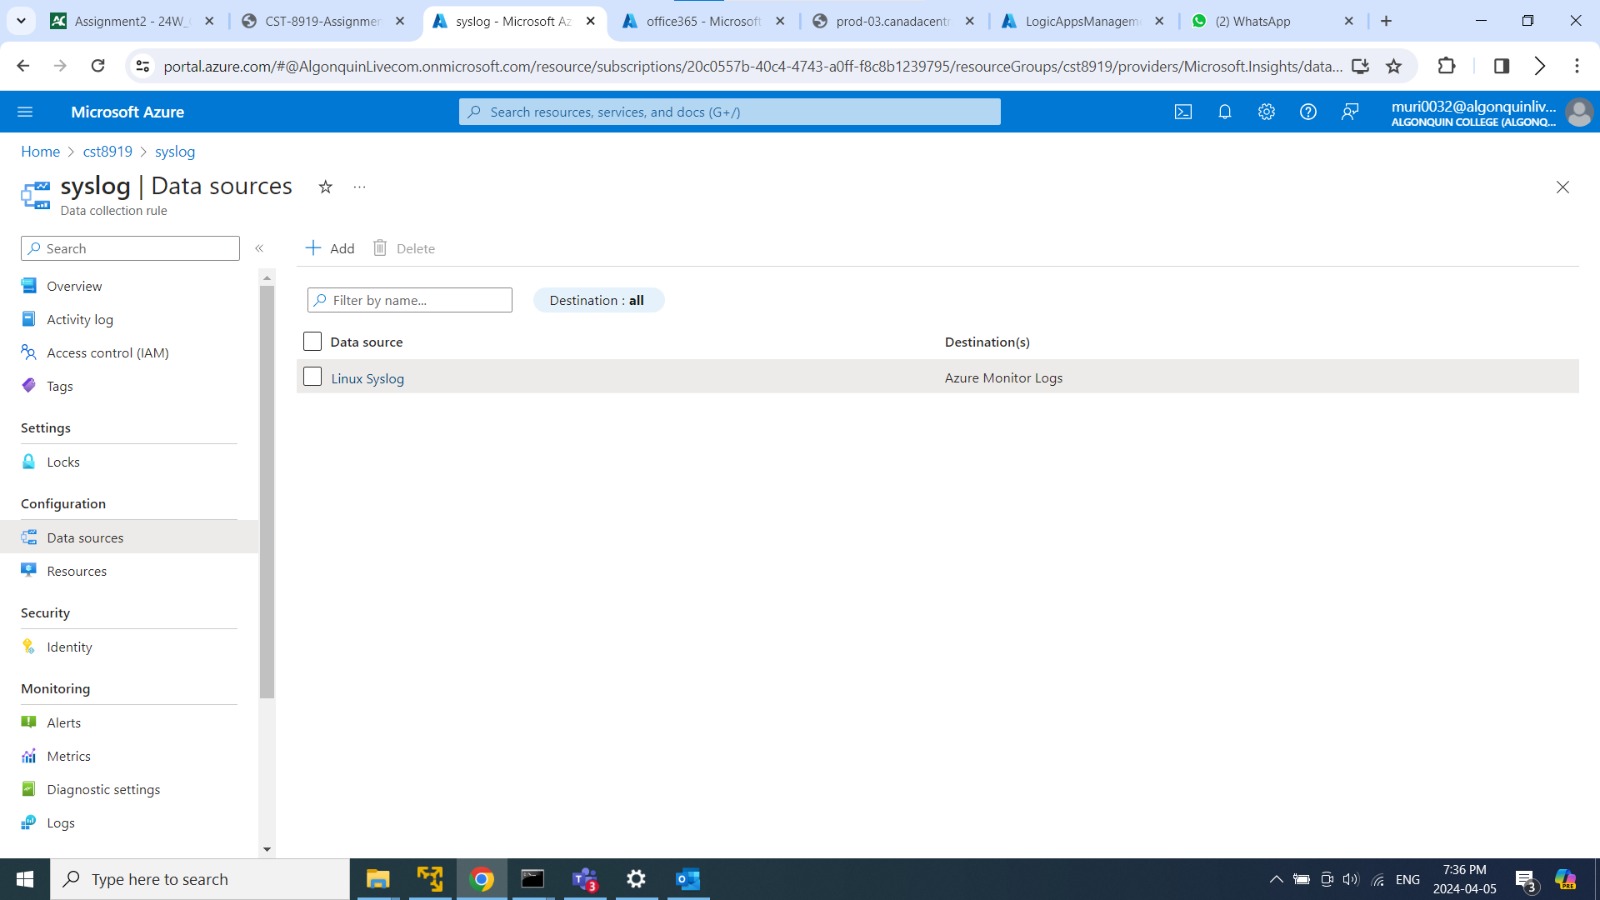 Assignment2 - 24W_
CST-8919-Assignmen
syslog - Microsoft Az
office365 - Microsoft
prod-03.canadacentr
LogicAppsManagem
(2) WhatsApp
portal.azure.com/#@AlgonquinLivecom.onmicrosoft.com/resource/subscriptions/20c0557b-40c4-4743-a0ff-f8c8b1239795/resourceGroups/cst8919/providers/Microsoft.Insights/data...
Microsoft Azure
Search resources, services, and docs (G+/)
muri0032@algonquinliv...
ALGONQUIN COLLEGE (ALGONQ...
Home > cst8919 > syslog
syslog | Data sources
Data collection rule
Search
Add
Delete
Overview
Activity log
Access control (IAM)
Tags
Settings
Locks
Configuration
Data sources
Resources
Security
Identity
Monitoring
Alerts
Metrics
Diagnostic settings
Logs
Filter by name...
Destination : all
Data source
Destination(s)
Linux Syslog
Azure Monitor Logs
Type here to search
3
ENG
7:36 PM
2024-04-05
3
PRE